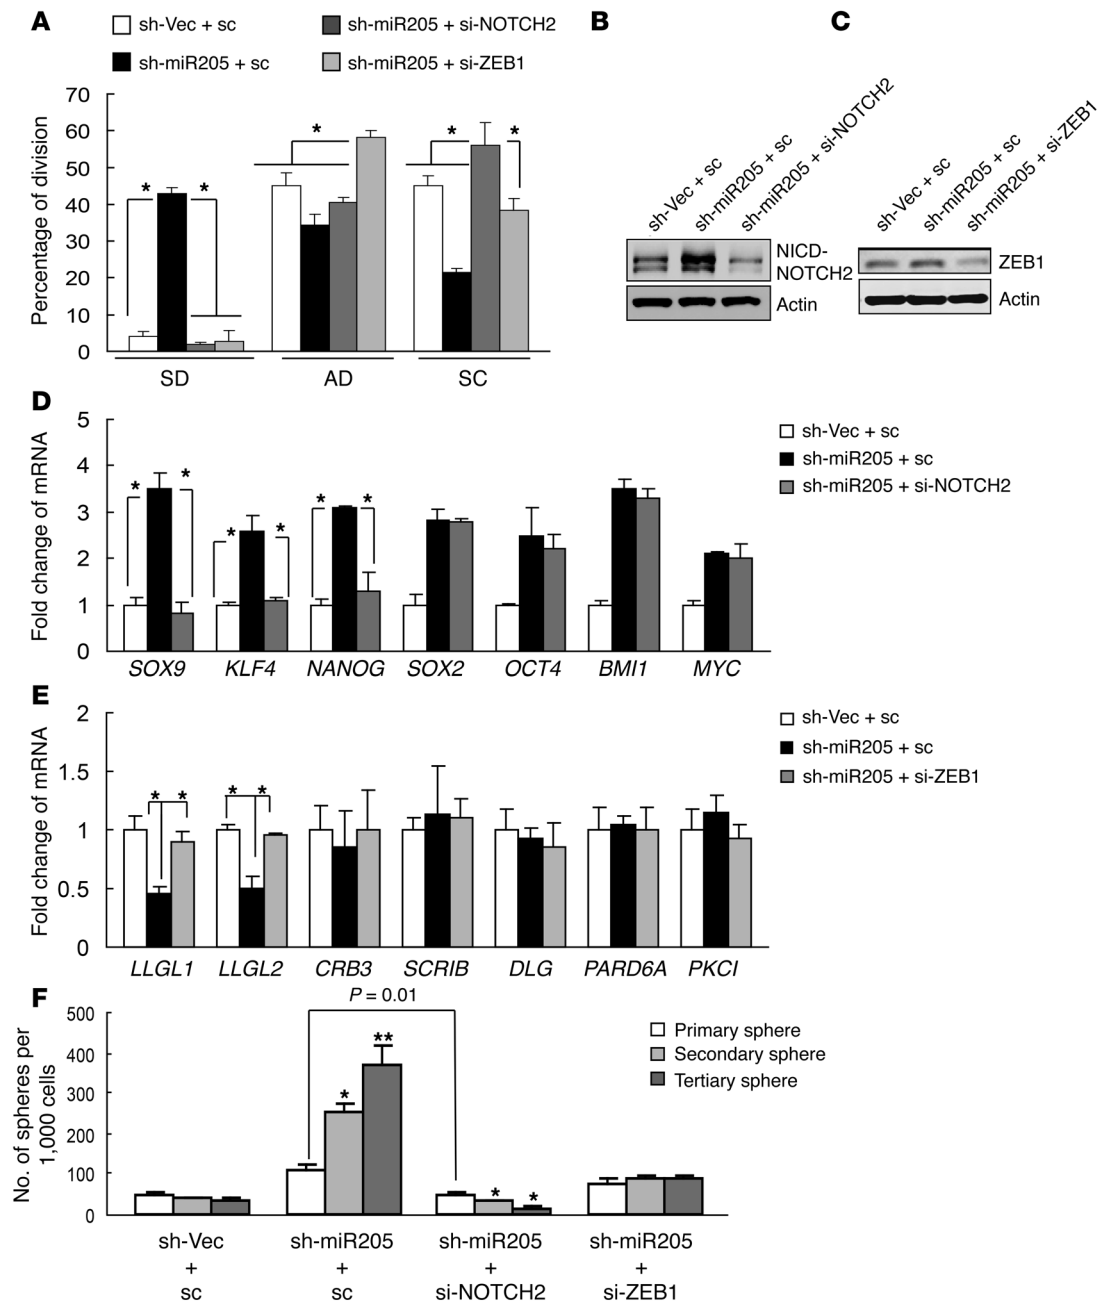 A
sh-Vec + sc
sh-miR205 + si-NOTCH2
sh-miR205 + sc
sh-miR205 + si-ZEB1
Percentage of division
70
60
50
40
30
20
10
0
* * * * *
SD AD SC
B
sh-Vec + sc
sh-miR205 + sc
sh-miR205 + si-NOTCH2
NICD-
NOTCH2
Actin
C
sh-Vec + sc
sh-miR205 + sc
sh-miR205 + si-ZEB1
ZEB1
Actin
D
Fold change of mRNA
5
4
3
2
1
0
* * * * * *
SOX9 KLF4 NANOG SOX2 OCT4 BMI1 MYC
sh-Vec + sc
sh-miR205 + sc
sh-miR205 + si-NOTCH2
E
Fold change of mRNA
2
1.5
1
0.5
0
* * * *
LLGL1 LLGL2 CRB3 SCRIB DLG PARD6A PKCI
sh-Vec + sc
sh-miR205 + sc
sh-miR205 + si-ZEB1
F
No. of spheres per
1,000 cells
500
400
300
200
100
0
P = 0.01
* ** * *
Primary sphere
Secondary sphere
Tertiary sphere
sh-Vec
+
sc
sh-miR205
+
sc
sh-miR205
+
si-NOTCH2
sh-miR205
+
si-ZEB1